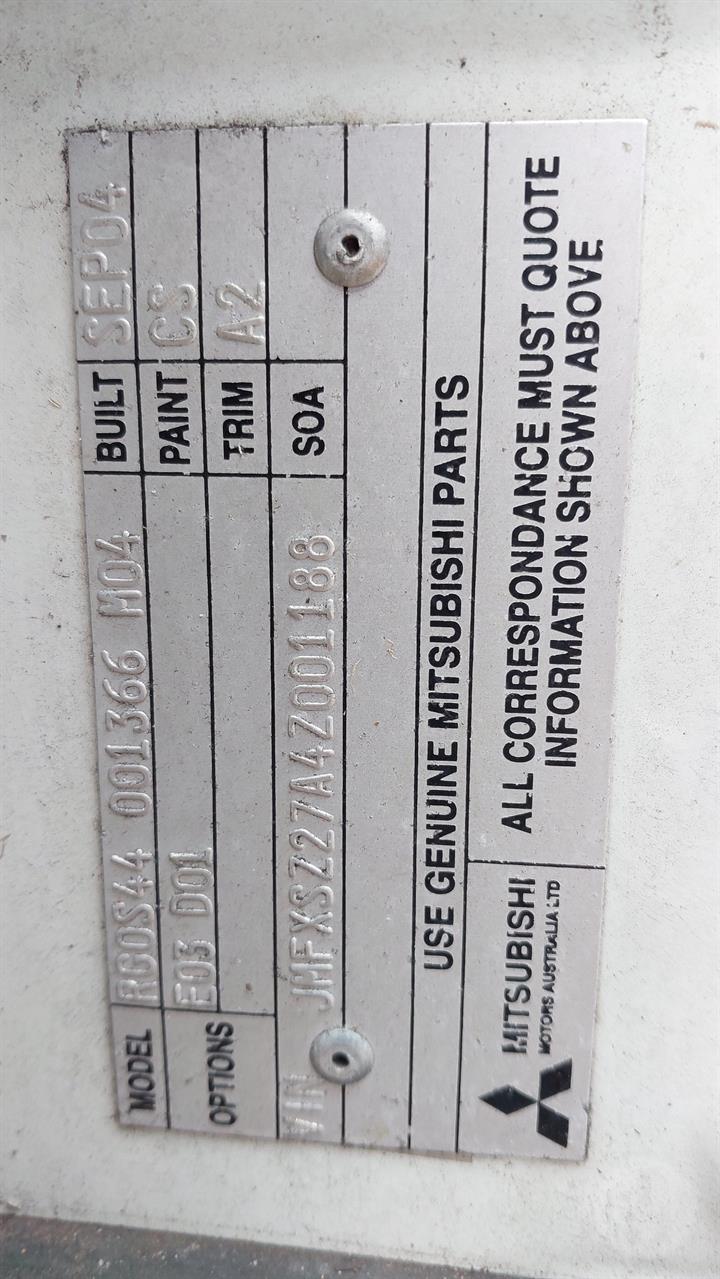 MODEL RG0S44 001366 M04 BUILT SEP04
OPTIONS E03 D01 PAINT CS
TRIM A2
VIN JMFXSZ27A4Z001188 SOA
USE GENUINE MITSUBISHI PARTS
MITSUBISHI
MOTORS AUSTRALIA LTD
ALL CORRESPONDANCE MUST QUOTE
INFORMATION SHOWN ABOVE